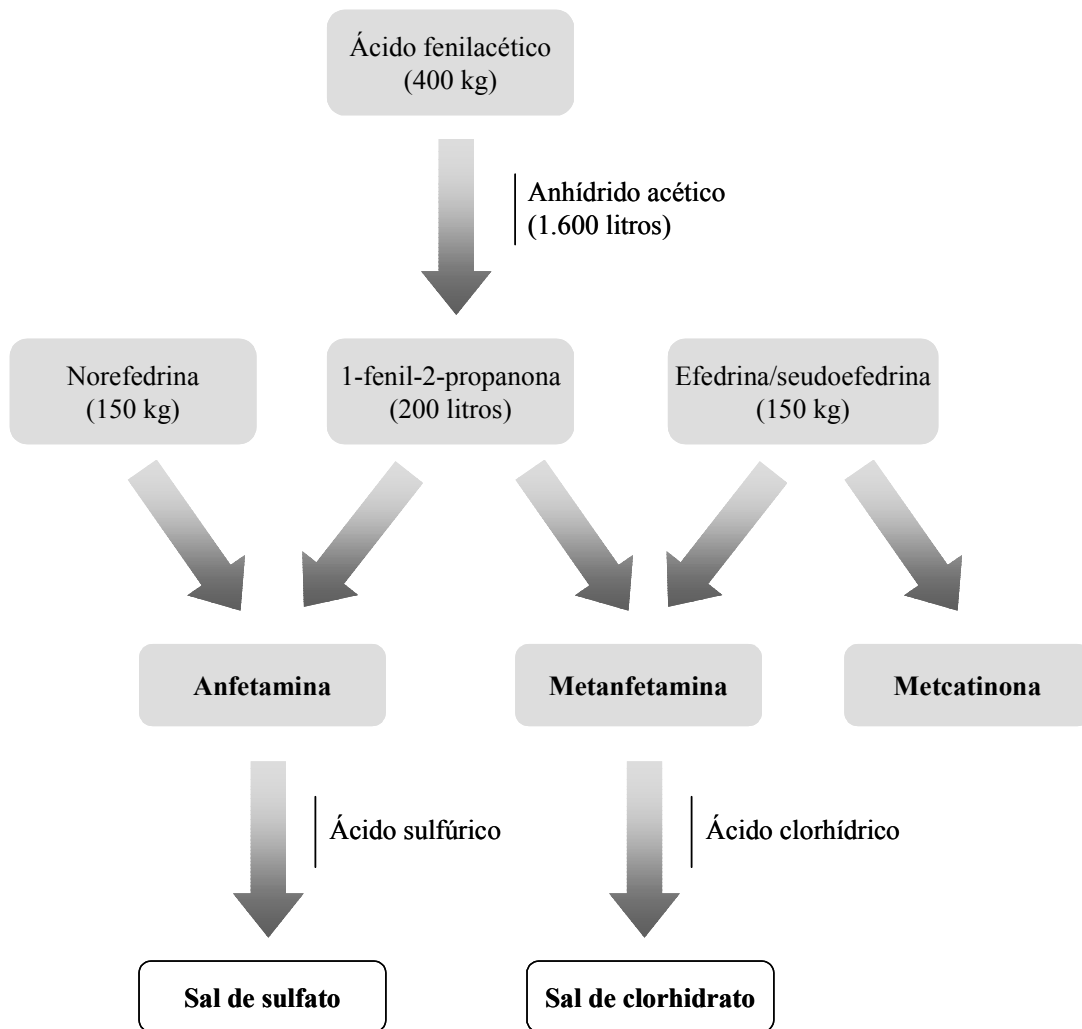 Ácido fenilacético
(400 kg)
Anhídrido acético
(1.600 litros)
Norefedrina
(150 kg)
1-fenil-2-propanona
(200 litros)
Efedrina/seudoefedrina
(150 kg)
Anfetamina
Metanfetamina
Metcatinona
Ácido sulfúrico
Ácido clorhídrico
Sal de sulfato
Sal de clorhidrato